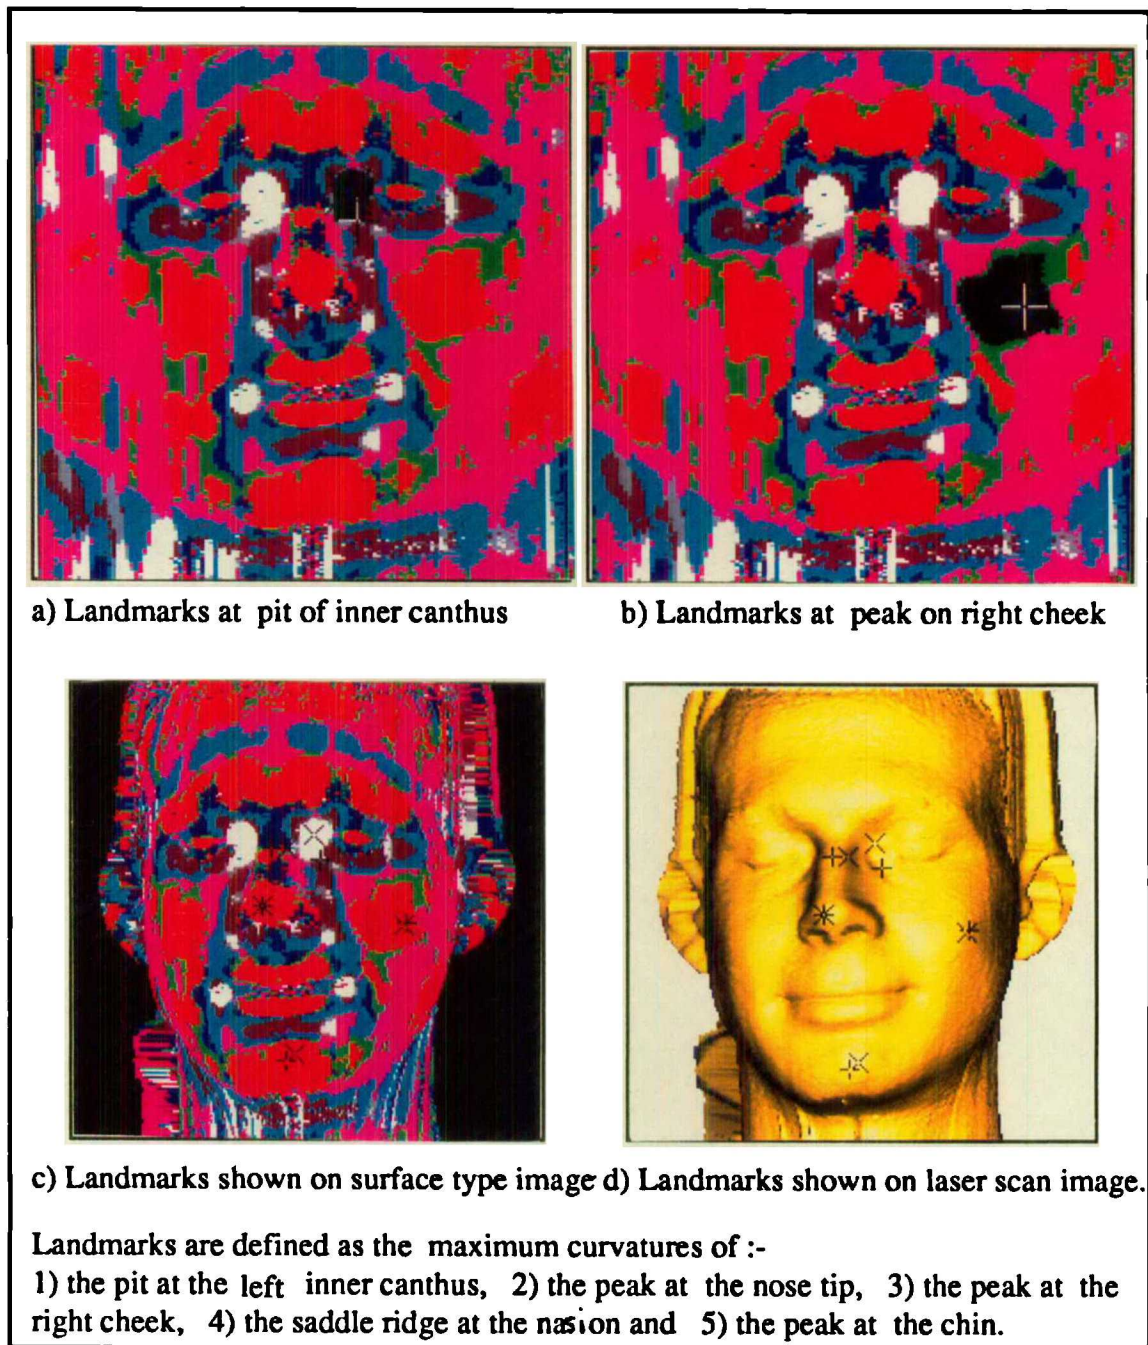 a) Landmarks at pit of inner canthus
b) Landmarks at peak on right cheek
c) Landmarks shown on surface type image
d) Landmarks shown on laser scan image.
Landmarks are defined as the maximum curvatures of :-
1) the pit at the left inner canthus, 2) the peak at the nose tip, 3) the peak at the
right cheek, 4) the saddle ridge at the nasion and 5) the peak at the chin.